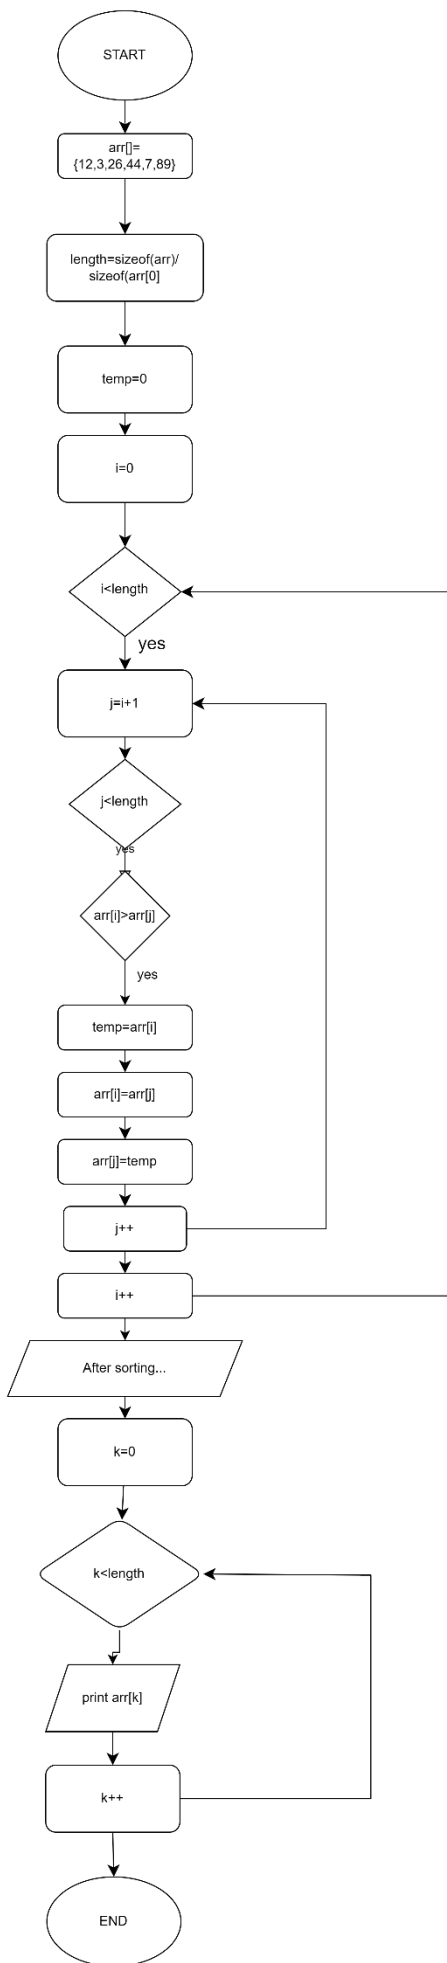 START
arr[]=
{12,3,26,44,7,89}
length=sizeof(arr)/
sizeof(arr[0]
temp=0
i=0
i<length
yes
j=i+1
j<length
yes
arr[i]>arr[j]
yes
temp=arr[i]
arr[i]=arr[j]
arr[j]=temp
j++
i++
After sorting...
k=0
k<length
print arr[k]
k++
END